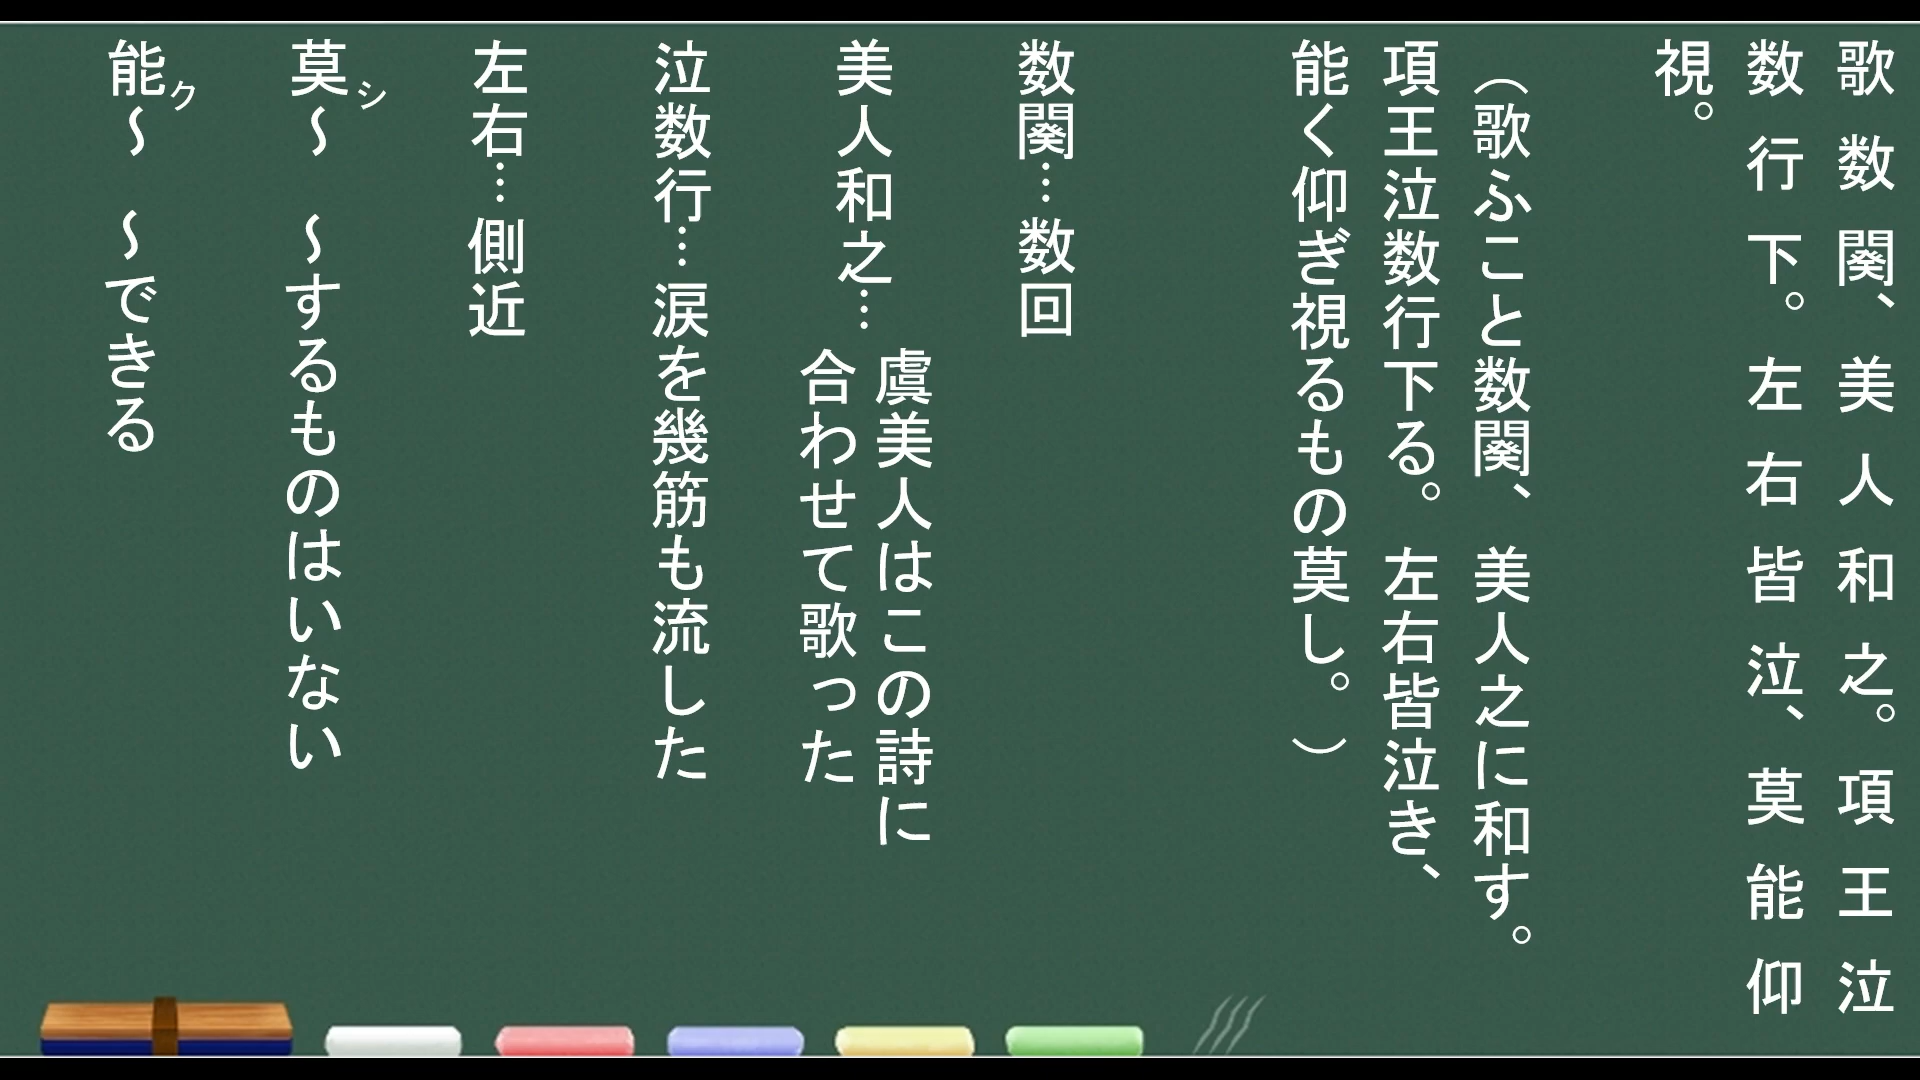 歌数関、美人和之。項王泣
数行下。左右皆泣、莫能仰
視。
（歌ふこと数関、美人之に和す。
項王泣数行下る。左右皆泣き、
能く仰ぎ視るもの莫し。）
数関…数回
美人和之…
虞美人はこの詩に
合わせて歌った
泣数行…涙を幾筋も流した
左右…側近
莫シ～　～するものはいない
能ク～　～できる